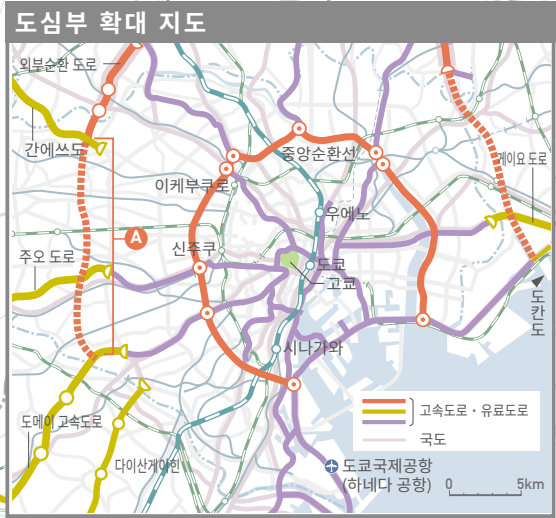 도심부 확대 지도
외부순환 도로
간에쓰도
중앙순환선
게이요 도로
이케부쿠로
우에노
A
신주쿠
주오 도로
도쿄
고쿄
도칸도
시나가와
고속도로・유료도로
국도
도메이 고속도로
다이산게이힌
도쿄국제공항
(하네다 공항)
0 5km